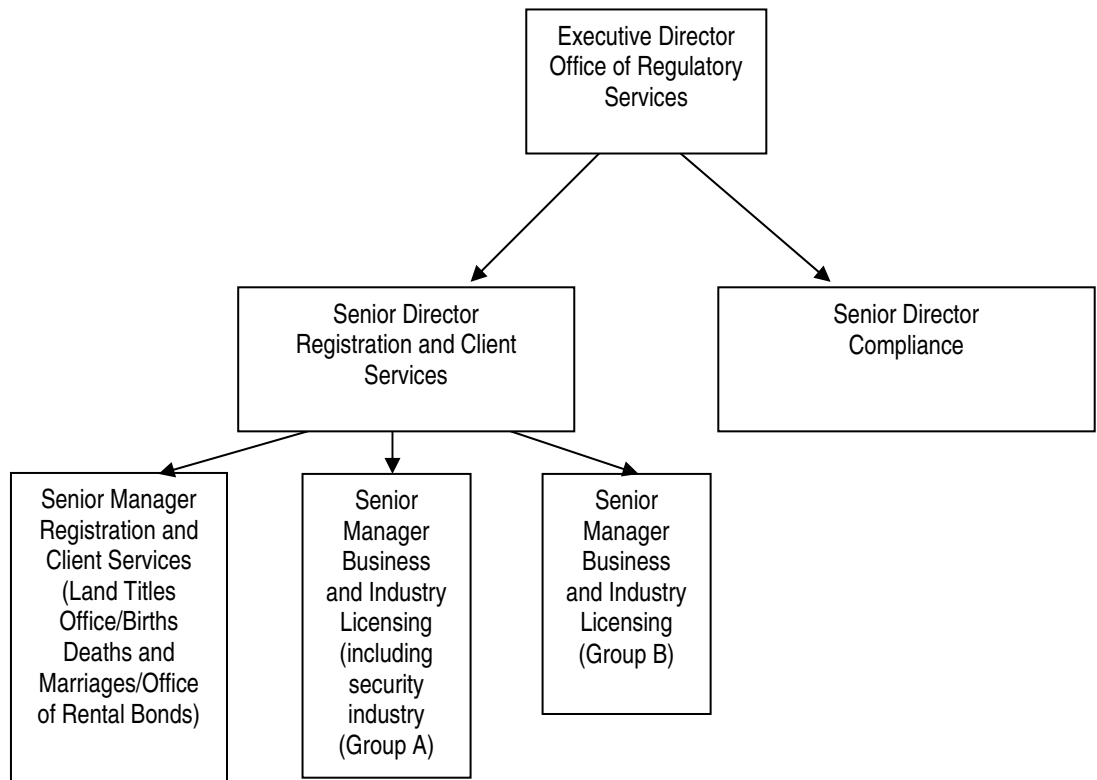 Executive Director
Office of Regulatory
Services
Senior Director
Registration and Client
Services
Senior Director
Compliance
Senior Manager
Registration and
Client Services
(Land Titles
Office/Births
Deaths and
Marriages/Office
of Rental Bonds)
Senior
Manager
Business
and Industry
Licensing
(including
security
industry
(Group A)
Senior
Manager
Business
and Industry
Licensing
(Group B)